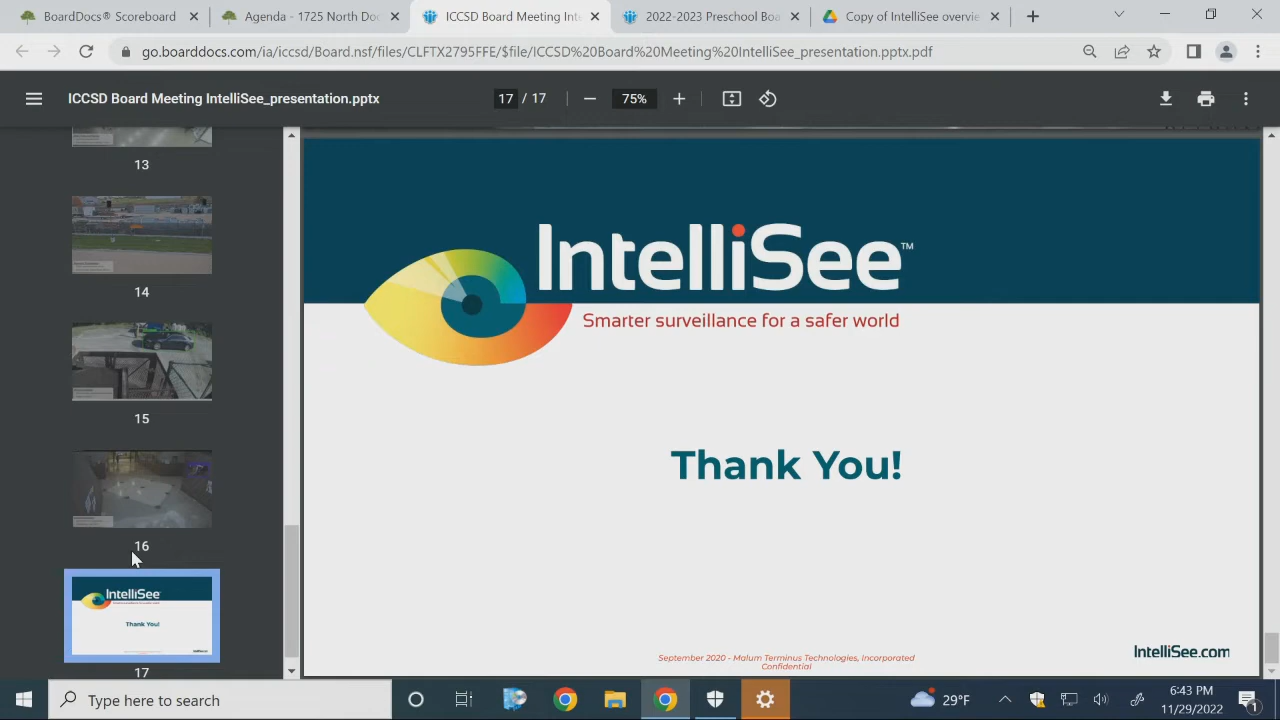 BoardDocs® Scoreboard
Agenda - 1725 North Do
ICCSD Board Meeting Int
2022-2023 Preschool Boa
Copy of IntelliSee overvie
go.boarddocs.com/ia/iccsd/Board.nsf/files/CLFTX2795FFE/$file/ICCSD%20Board%20Meeting%20IntelliSee_presentation.pptx.pdf
ICCSD Board Meeting IntelliSee_presentation.pptx
17 / 17
75%
13
14
15
16
IntelliSee
Thank You!
17
IntelliSee™
Smarter surveillance for a safer world
Thank You!
September 2020 - Malum Terminus Technologies, Incorporated
Confidential
IntelliSee.com
Type here to search
29°F
6:43 PM
11/29/2022
1